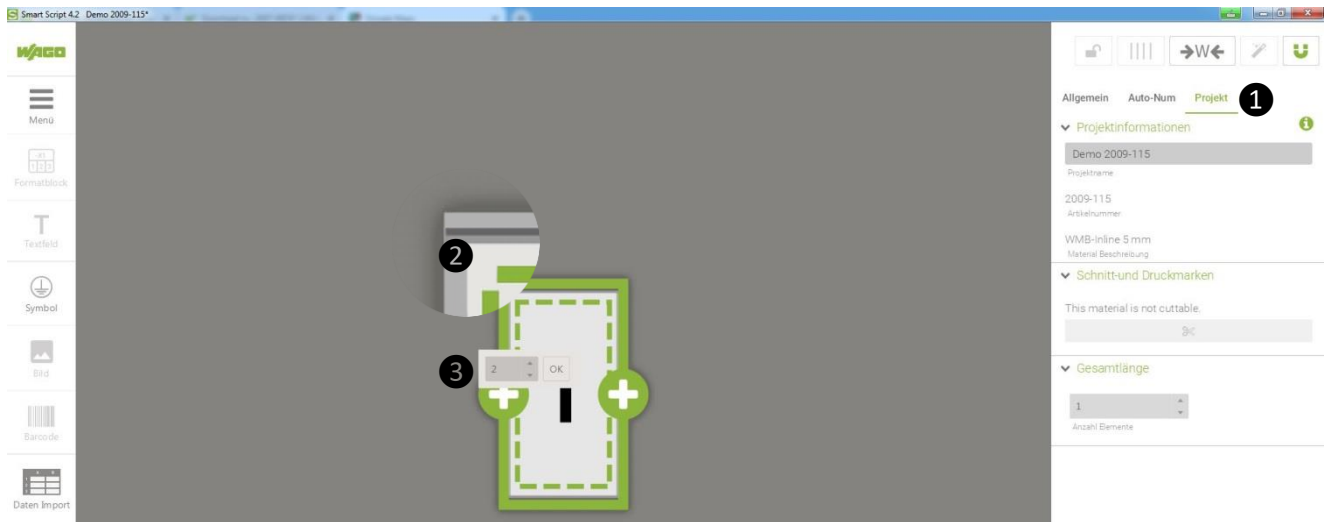 Smart Script 4.2 Demo 2009-115*
WAGO
Menü
Formatblock
T
Textfeld
Symbol
Bild
Barcode
Daten Import
2
3
2 OK
I
→W←
Allgemein Auto-Num Projekt 1
Projektinformationen
Demo 2009-115
Projektname
2009-115
Artikelnummer
WMB-Inline 5 mm
Material Beschreibung
Schnitt-und Druckmarken
This material is not cuttable.
Gesamtlänge
1
Anzahl Elemente